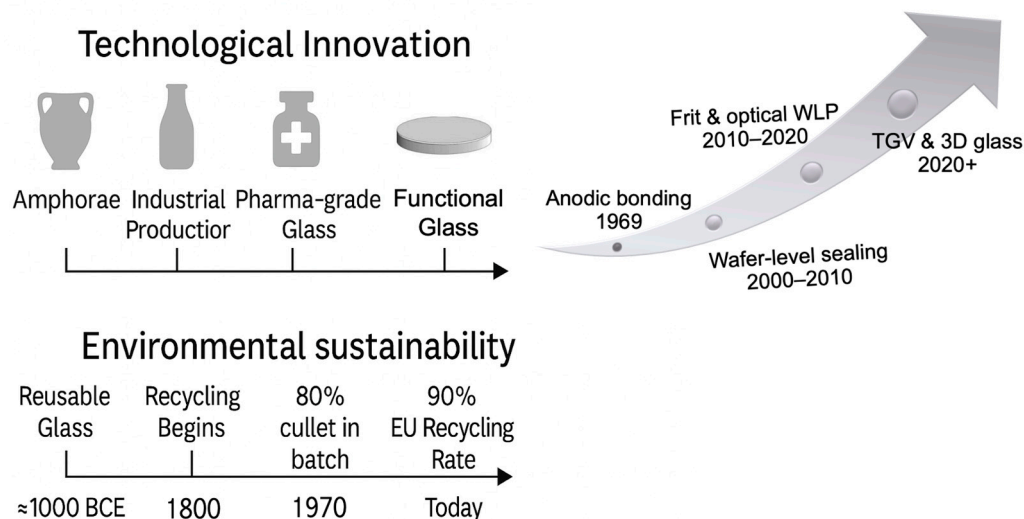 Technological Innovation
Amphorae
Industrial
Productior
Pharma-grade
Glass
Functional
Glass
Anodic bonding
1969
Wafer-level sealing
2000–2010
Frit & optical WLP
2010–2020
TGV & 3D glass
2020+
Environmental sustainability
Reusable
Glass
Recycling
Begins
80%
cullet in
batch
90%
EU Recycling
Rate
≈1000 BCE
1800
1970
Today